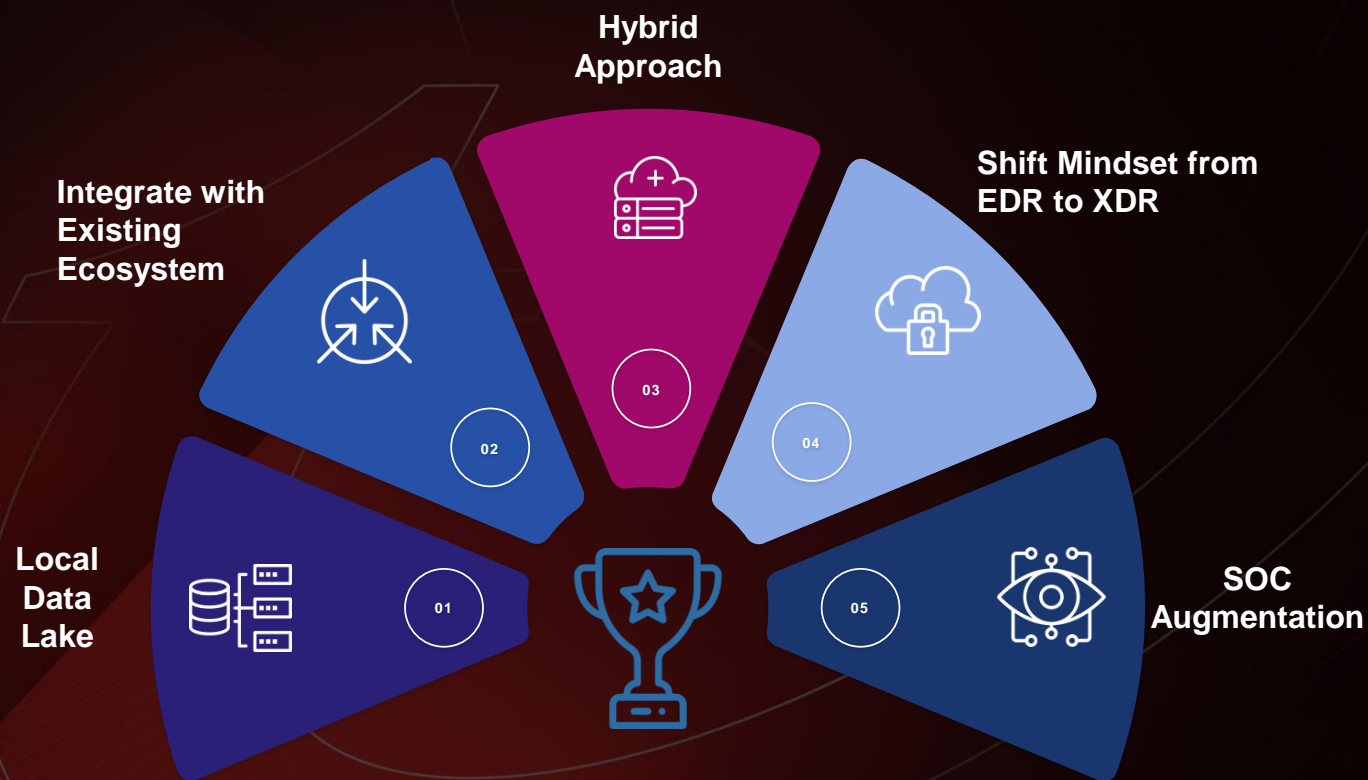 Local
Data
Lake
01
Integrate with
Existing
Ecosystem
02
Hybrid
Approach
03
Shift Mindset from
EDR to XDR
04
SOC
Augmentation
05